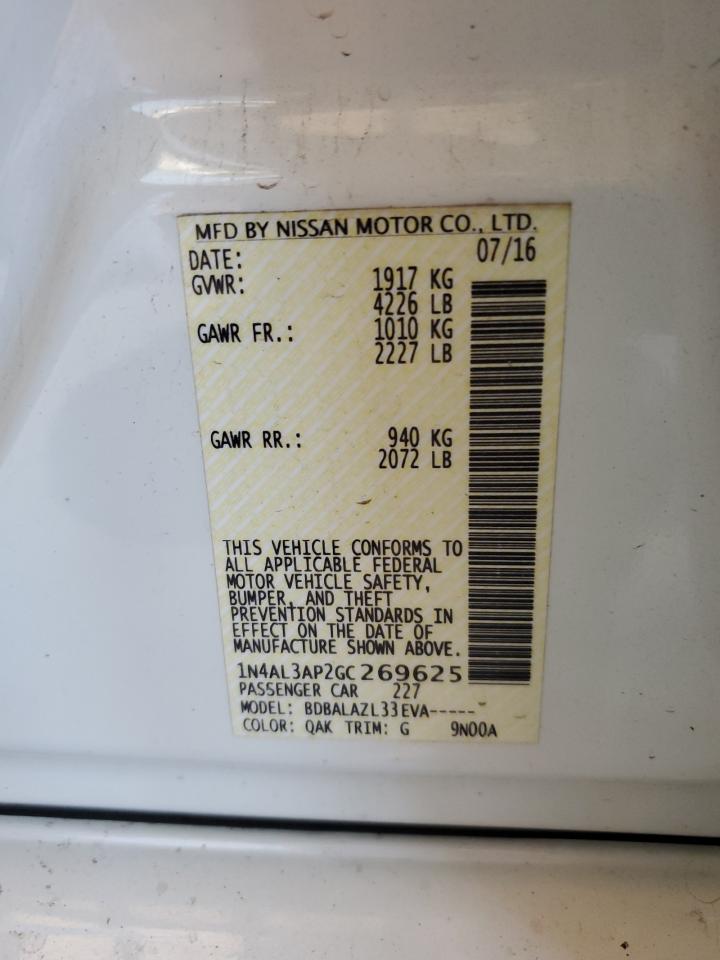 MFD BY NISSAN MOTOR CO., LTD.
DATE: 07/16
GVWR: 1917 KG
4226 LB
GAWR FR.: 1010 KG
2227 LB
GAWR RR.: 940 KG
2072 LB
THIS VEHICLE CONFORMS TO
ALL APPLICABLE FEDERAL
MOTOR VEHICLE SAFETY,
BUMPER, AND THEFT
PREVENTION STANDARDS IN
EFFECT ON THE DATE OF
MANUFACTURE SHOWN ABOVE.
1N4AL3AP2GC269625
PASSENGER CAR 227
MODEL: BDBALAZL33EVA-----
COLOR: QAK TRIM: G 9N00A